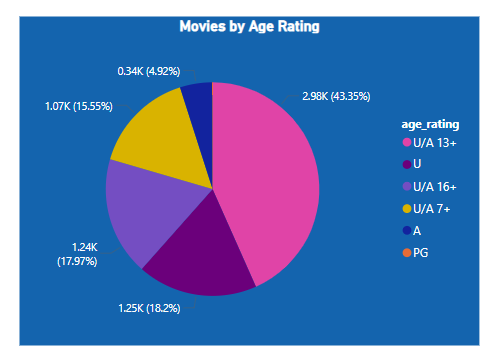 Movies by Age Rating
0.34K (4.92%)
2.98K (43.35%)
1.07K (15.55%)
1.24K
(17.97%)
1.25K (18.2%)
age_rating
U/A 13+
U
U/A 16+
U/A 7+
A
PG